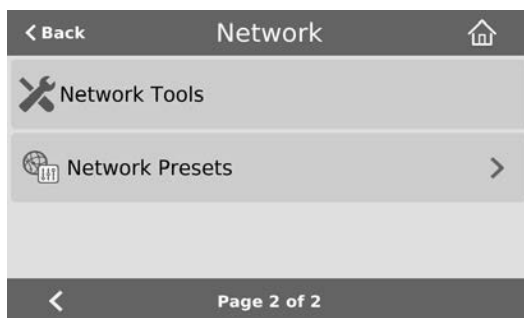 Back
Network
Network Tools
Network Presets
Page 2 of 2